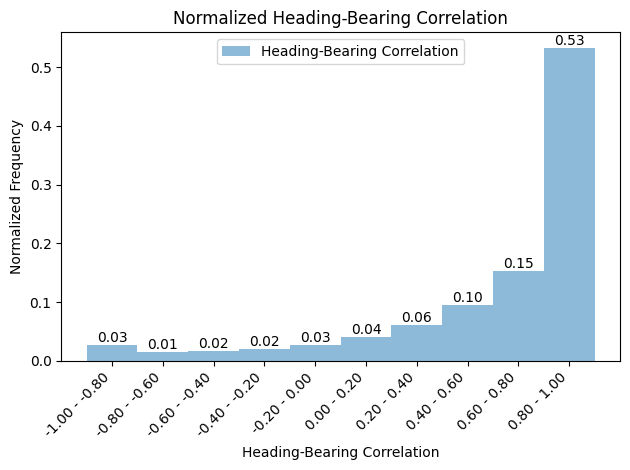 Normalized Heading-Bearing Correlation
Heading-Bearing Correlation
Normalized Frequency
0.5
0.4
0.3
0.2
0.1
0.0
0.03
0.01
0.02
0.02
0.03
0.04
0.06
0.10
0.15
0.53
-1.00 - -0.80
-0.80 - -0.60
-0.60 - -0.40
-0.40 - -0.20
-0.20 - 0.00
0.00 - 0.20
0.20 - 0.40
0.40 - 0.60
0.60 - 0.80
0.80 - 1.00
Heading-Bearing Correlation